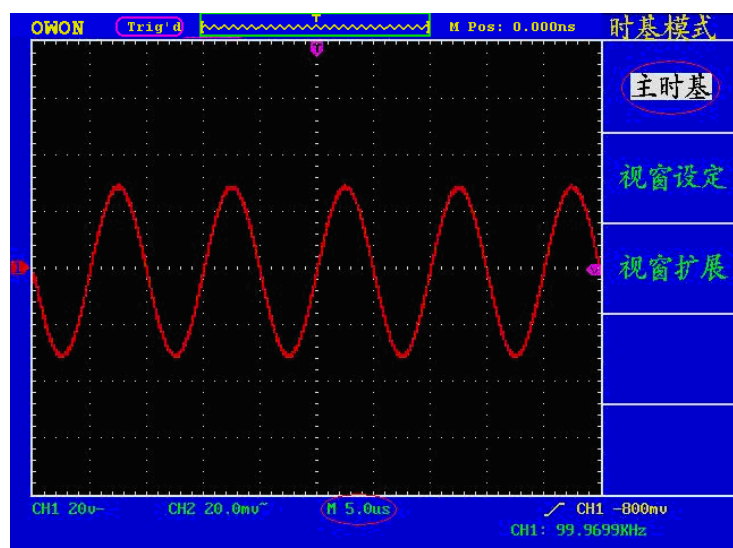 OWON Trig'd T M Pos: 0.000ns 时基模式
T
主时基
视窗设定
1
视窗扩展
CH1 20v- CH2 20.0mv~ M 5.0us CH1 -800mv
CH1: 99.9699KHz